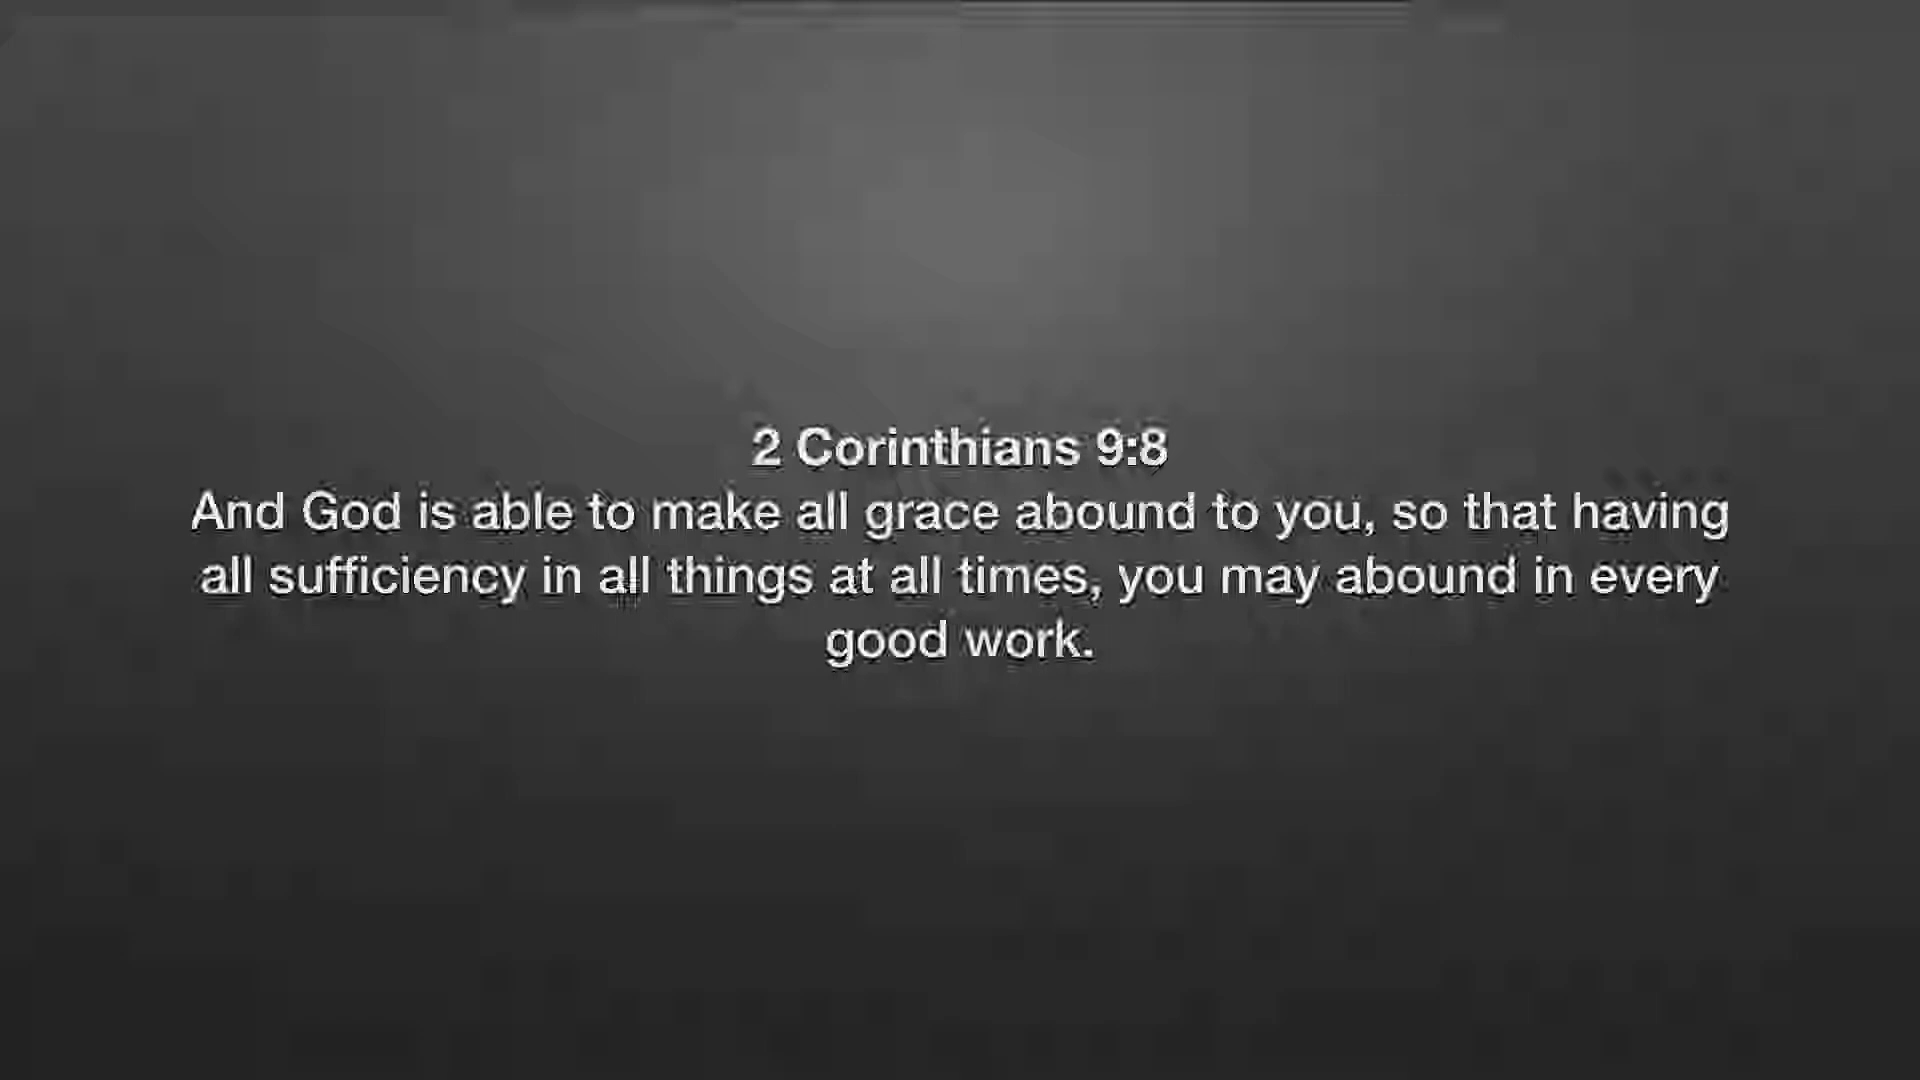 2 Corinthians 9:8
And God is able to make all grace abound to you, so that having
all sufficiency in all things at all times, you may abound in every
good work.